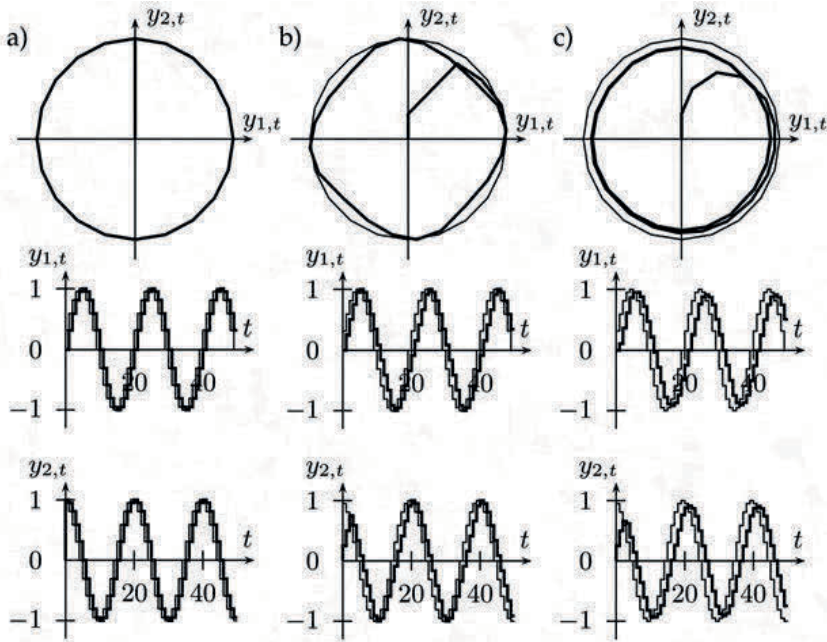 a) y₂,t b) y₂,t c) y₂,t
y₁,t y₁,t y₁,t
y₁,t y₁,t y₁,t
1 1 1
0 t 0 t 0 t
20 40 20 40 20 40
−1 −1 −1
y₂,t y₂,t y₂,t
1 1 1
0 t 0 t 0 t
20 40 20 40 20 40
−1 −1 −1